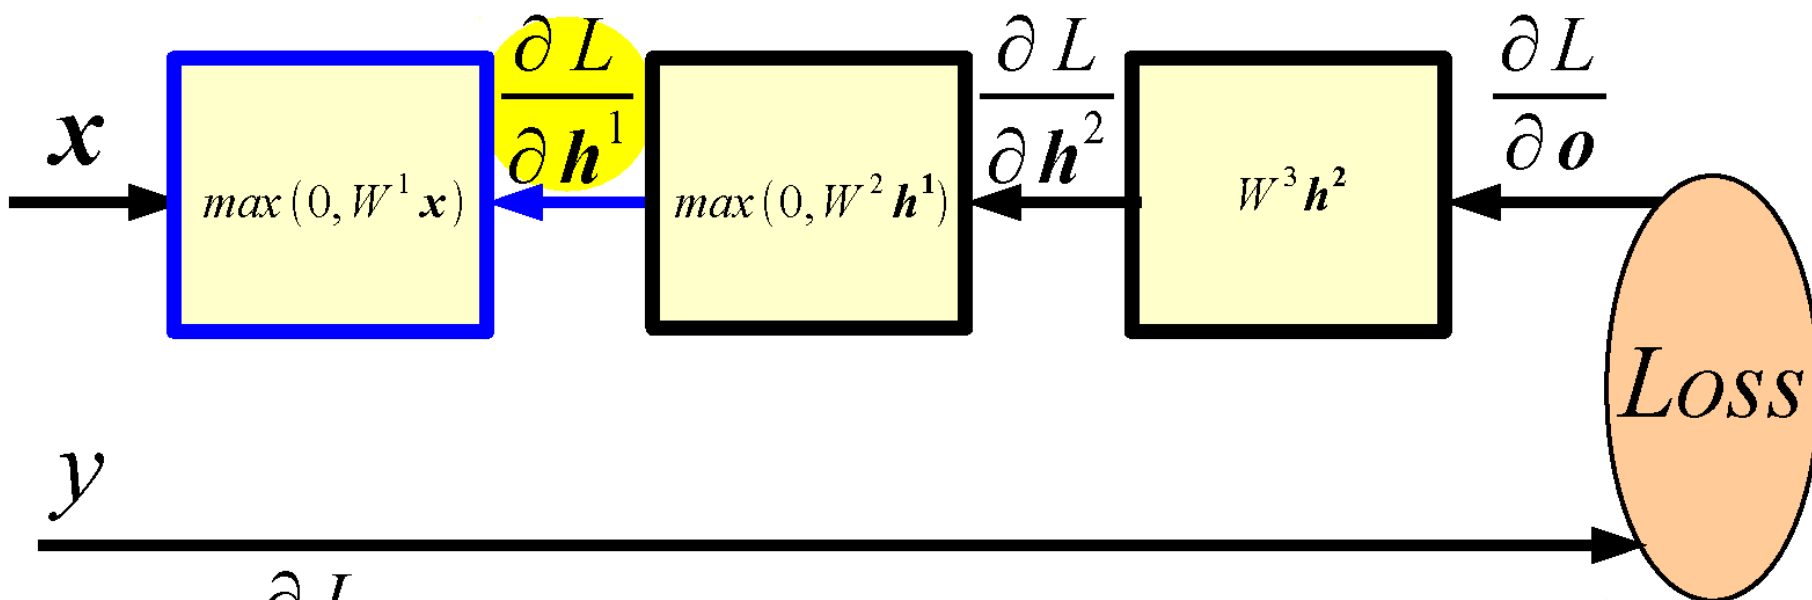 x
max(0, W¹ x)
∂L/∂h¹
max(0, W² h¹)
∂L/∂h²
W³ h²
∂L/∂o
Loss
y
∂L